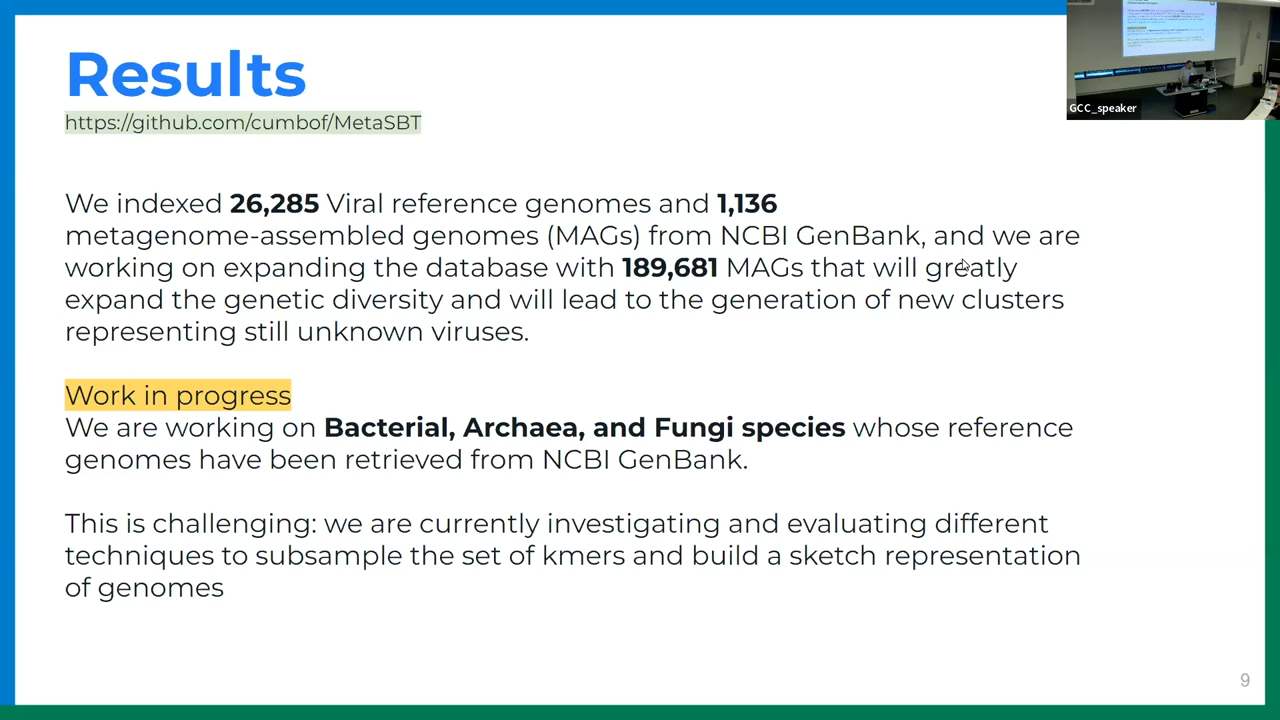 Results
https://github.com/cumbof/MetaSBT
GCC_speaker
We indexed 26,285 Viral reference genomes and 1,136
metagenome-assembled genomes (MAGs) from NCBI GenBank, and we are
working on expanding the database with 189,681 MAGs that will greatly
expand the genetic diversity and will lead to the generation of new clusters
representing still unknown viruses.
Work in progress
We are working on Bacterial, Archaea, and Fungi species whose reference
genomes have been retrieved from NCBI GenBank.
This is challenging: we are currently investigating and evaluating different
techniques to subsample the set of kmers and build a sketch representation
of genomes
9